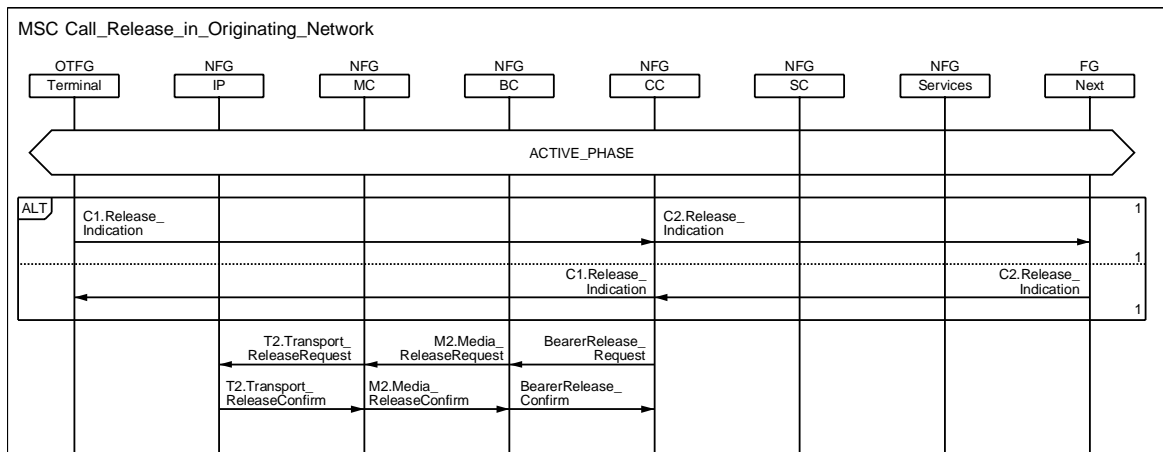 MSC Call_Release_in_Originating_Network
OTFG NFG NFG NFG NFG NFG NFG FG
Terminal IP MC BC CC SC Services Next
ACTIVE_PHASE
ALT
1
C1.Release_
Indication
C2.Release_
Indication
1
C1.Release_
Indication
C2.Release_
Indication
1
T2.Transport_
ReleaseRequest
M2.Media_
ReleaseRequest
BearerRelease_
Request
T2.Transport_
ReleaseConfirm
M2.Media_
ReleaseConfirm
BearerRelease_
Confirm